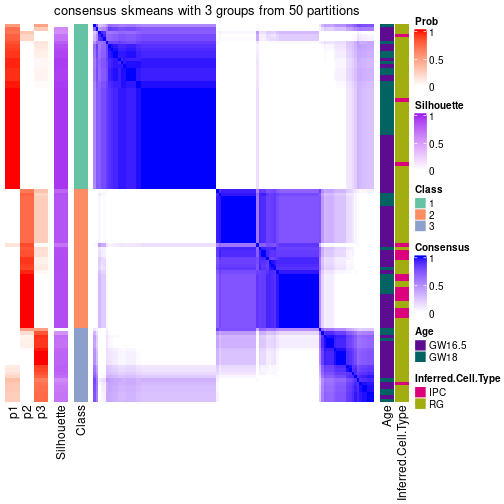 consensus skmeans with 3 groups from 50 partitions
p1
p2
p3
Silhouette
Class
Age
Inferred.Cell.Type
Prob
1
0.5
0
Silhouette
1
0.5
0
Class
1
2
3
Consensus
1
0.5
0
Age
GW16.5
GW18
Inferred.Cell.Type
IPC
RG